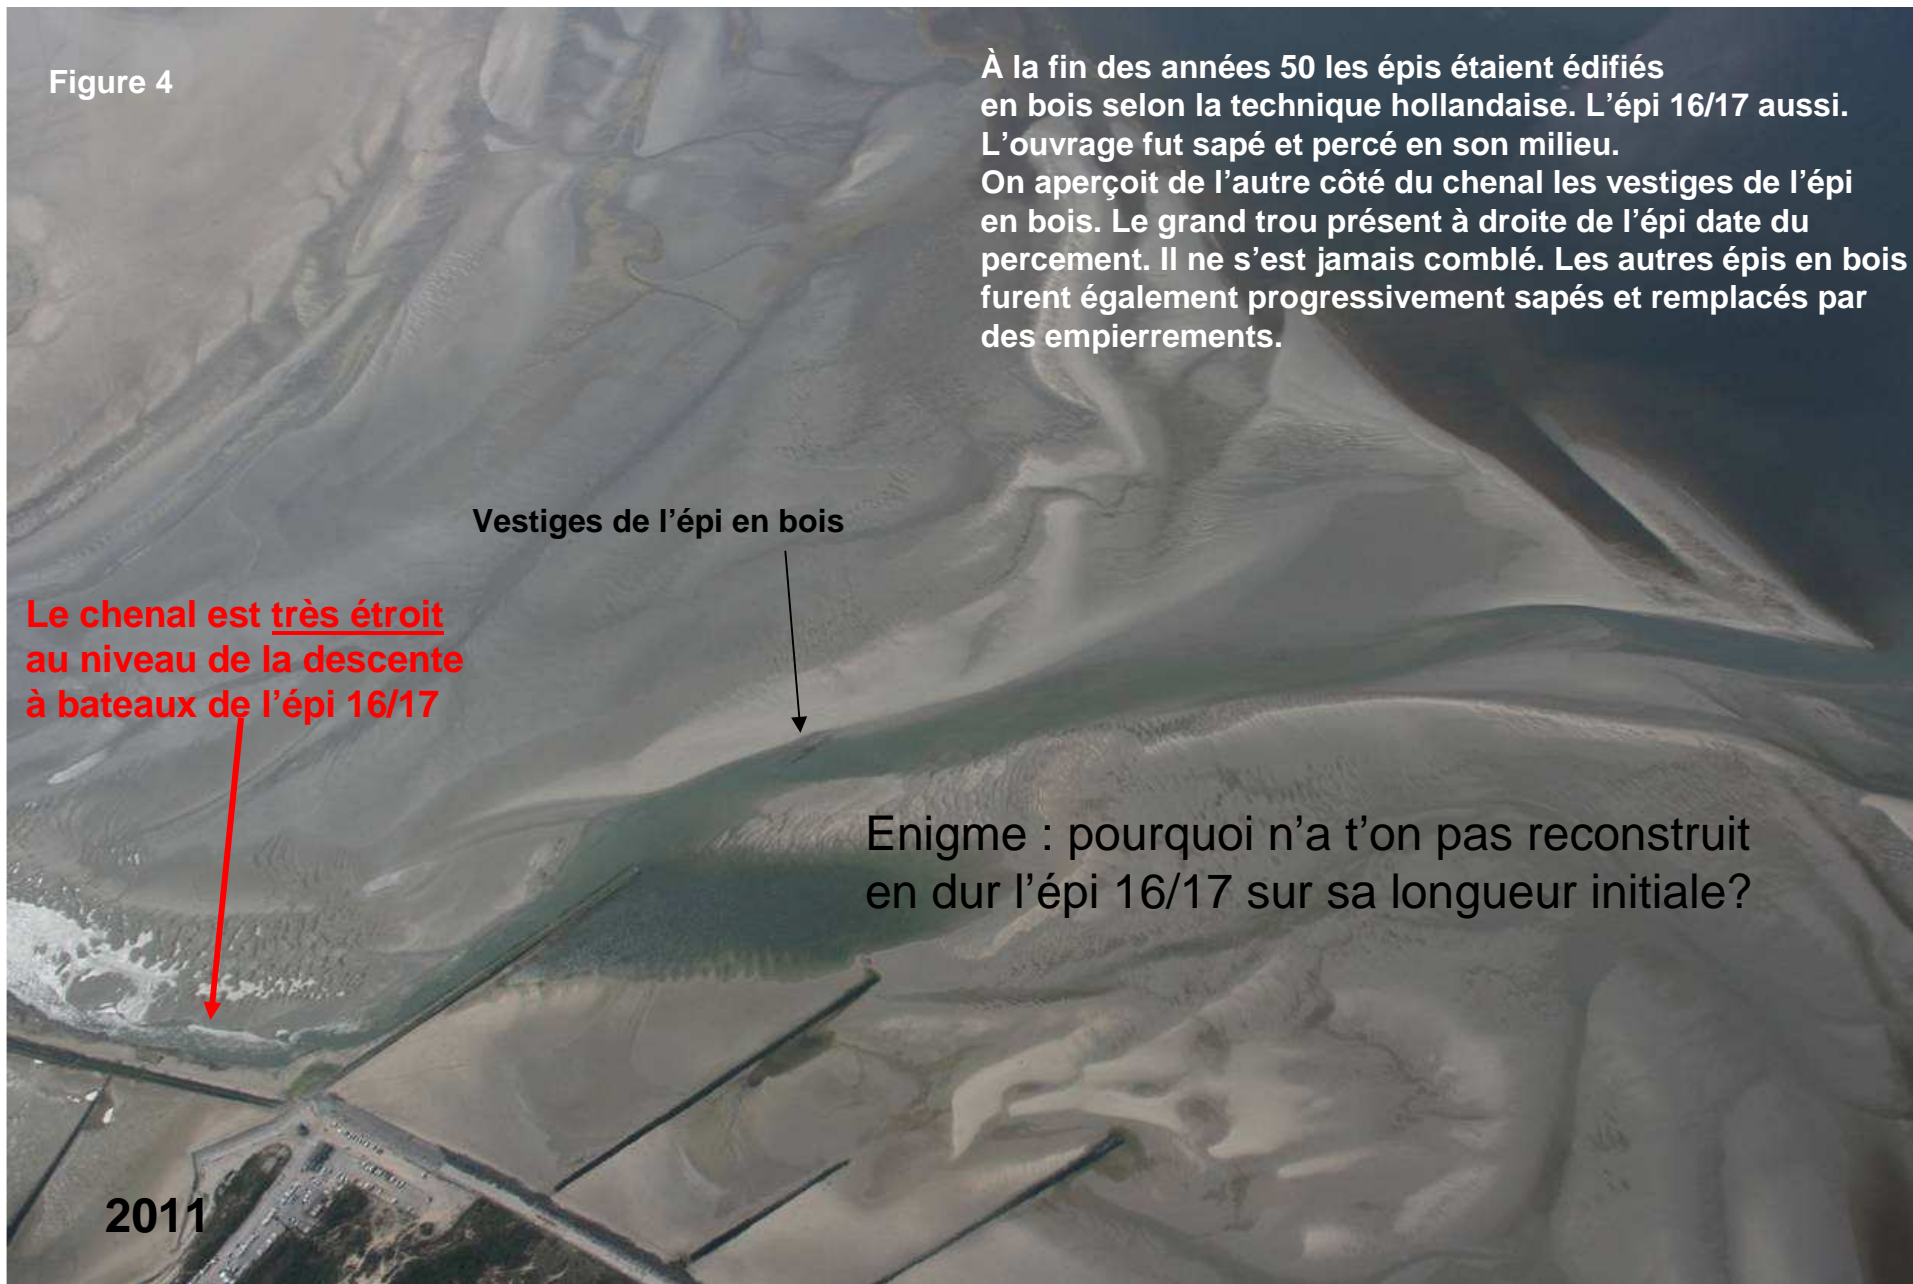 Figure 4
À la fin des années 50 les épis étaient édifiés
en bois selon la technique hollandaise. L’épi 16/17 aussi.
L’ouvrage fut sapé et percé en son milieu.
On aperçoit de l’autre côté du chenal les vestiges de l’épi
en bois. Le grand trou présent à droite de l’épi date du
percement. Il ne s’est jamais comblé. Les autres épis en bois
furent également progressivement sapés et remplacés par
des empierrements.
Vestiges de l’épi en bois
Le chenal est très étroit
au niveau de la descente
à bateaux de l’épi 16/17
Enigme : pourquoi n’a t’on pas reconstruit
en dur l’épi 16/17 sur sa longueur initiale?
2011